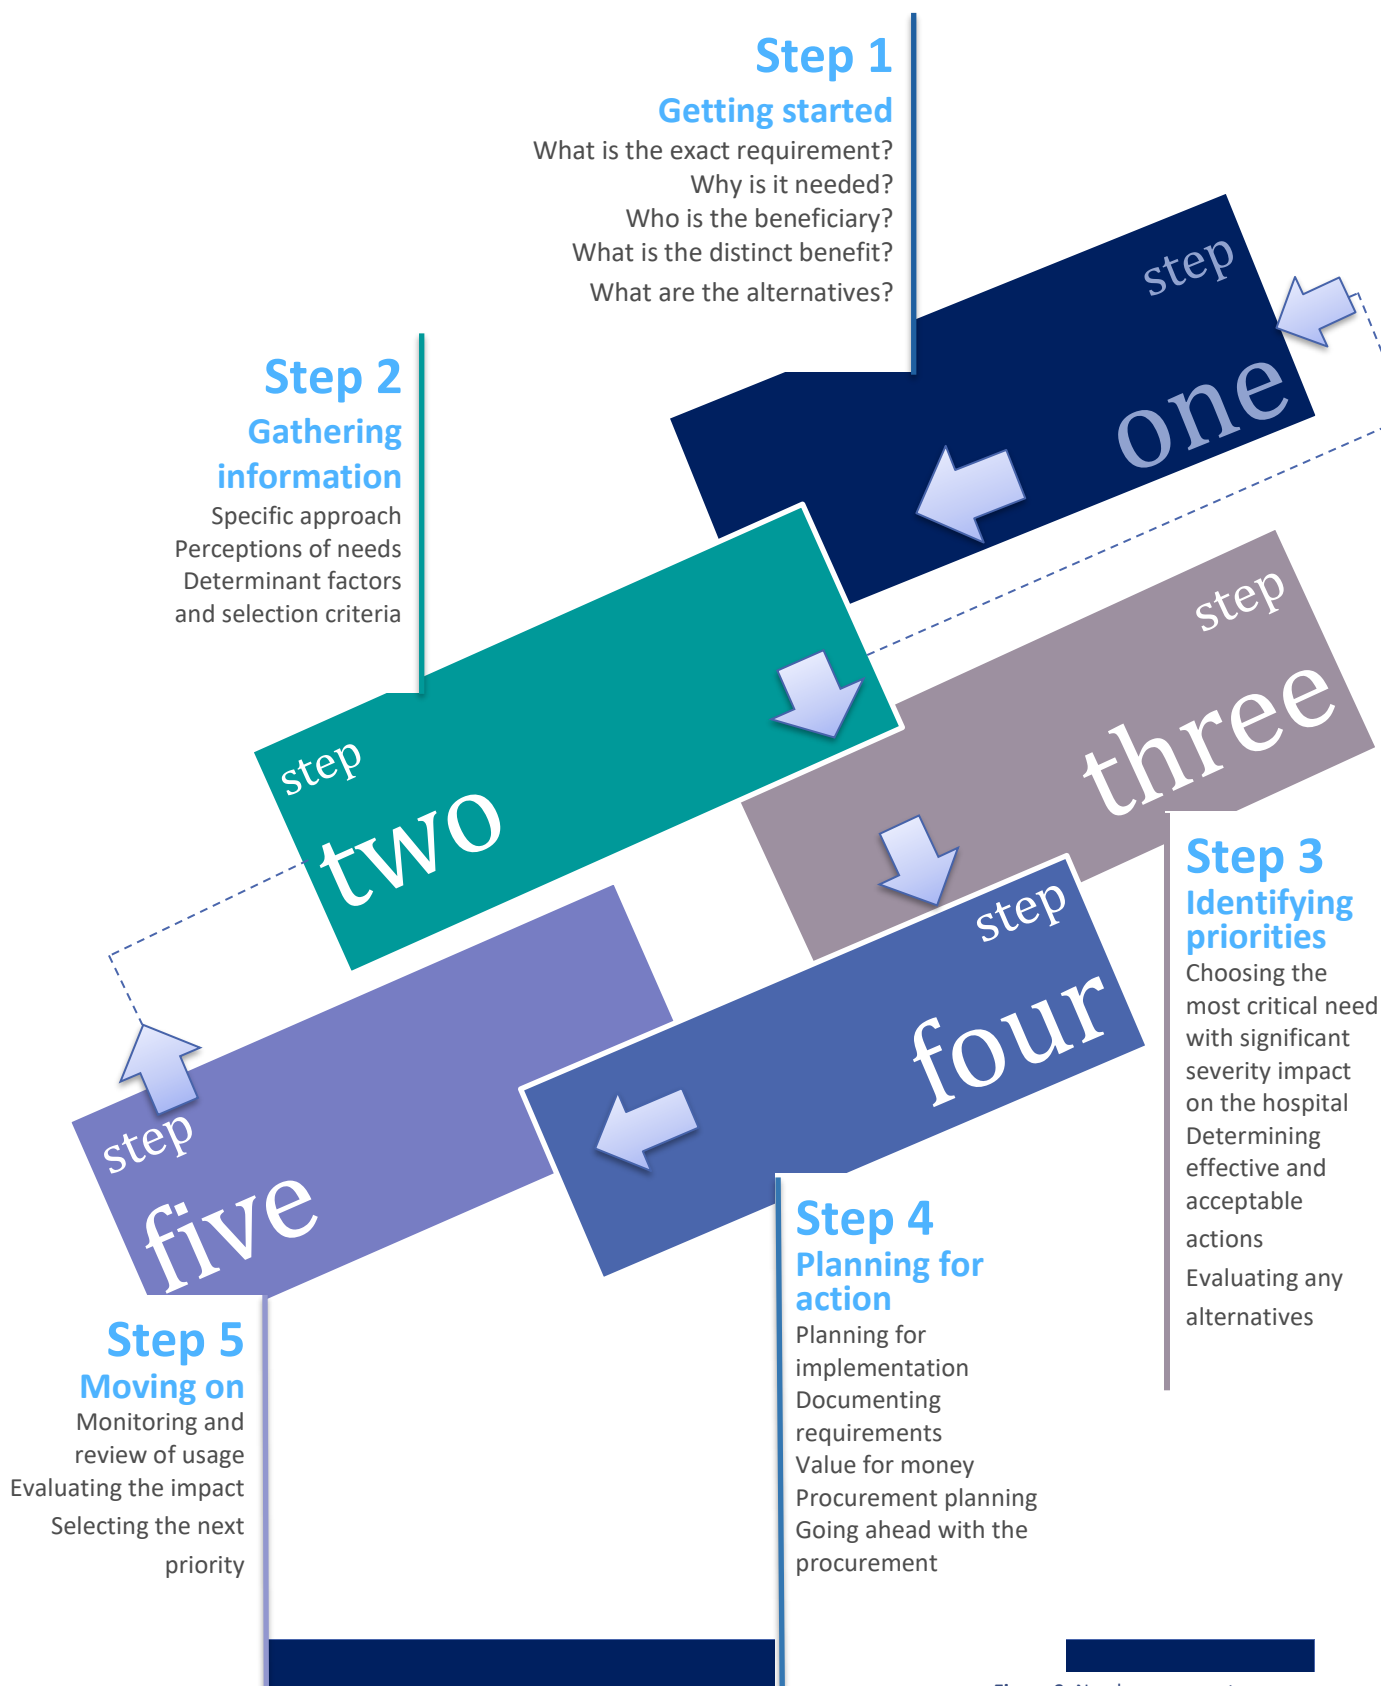 Step 1
Getting started
What is the exact requirement?
Why is it needed?
Who is the beneficiary?
What is the distinct benefit?
What are the alternatives?
step
one
Step 2
Gathering
information
Specific approach
Perceptions of needs
Determinant factors
and selection criteria
step
two
step
three
Step 3
Identifying
priorities
Choosing the
most critical need
with significant
severity impact
on the hospital
Determining
effective and
acceptable
actions
Evaluating any
alternatives
step
four
Step 4
Planning for
action
Planning for
implementation
Documenting
requirements
Value for money
Procurement planning
Going ahead with the
procurement
step
five
Step 5
Moving on
Monitoring and
review of usage
Evaluating the impact
Selecting the next
priority